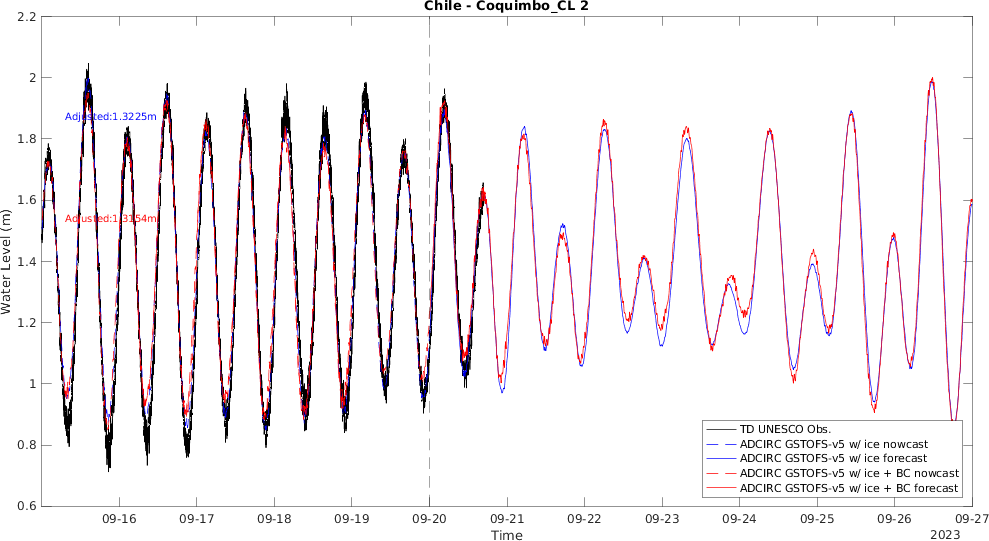 Chile - Coquimbo_CL 2
2.2
2
1.8
1.6
1.4
1.2
1
0.8
0.6
Water Level (m)
Adjusted:1.3225m
Adjusted:1.3154m
TD UNESCO Obs.
ADCIRC GSTOFS-v5 w/ ice nowcast
ADCIRC GSTOFS-v5 w/ ice forecast
ADCIRC GSTOFS-v5 w/ ice + BC nowcast
ADCIRC GSTOFS-v5 w/ ice + BC forecast
09-16 09-17 09-18 09-19 09-20 09-21 09-22 09-23 09-24 09-25 09-26 09-27
Time
2023